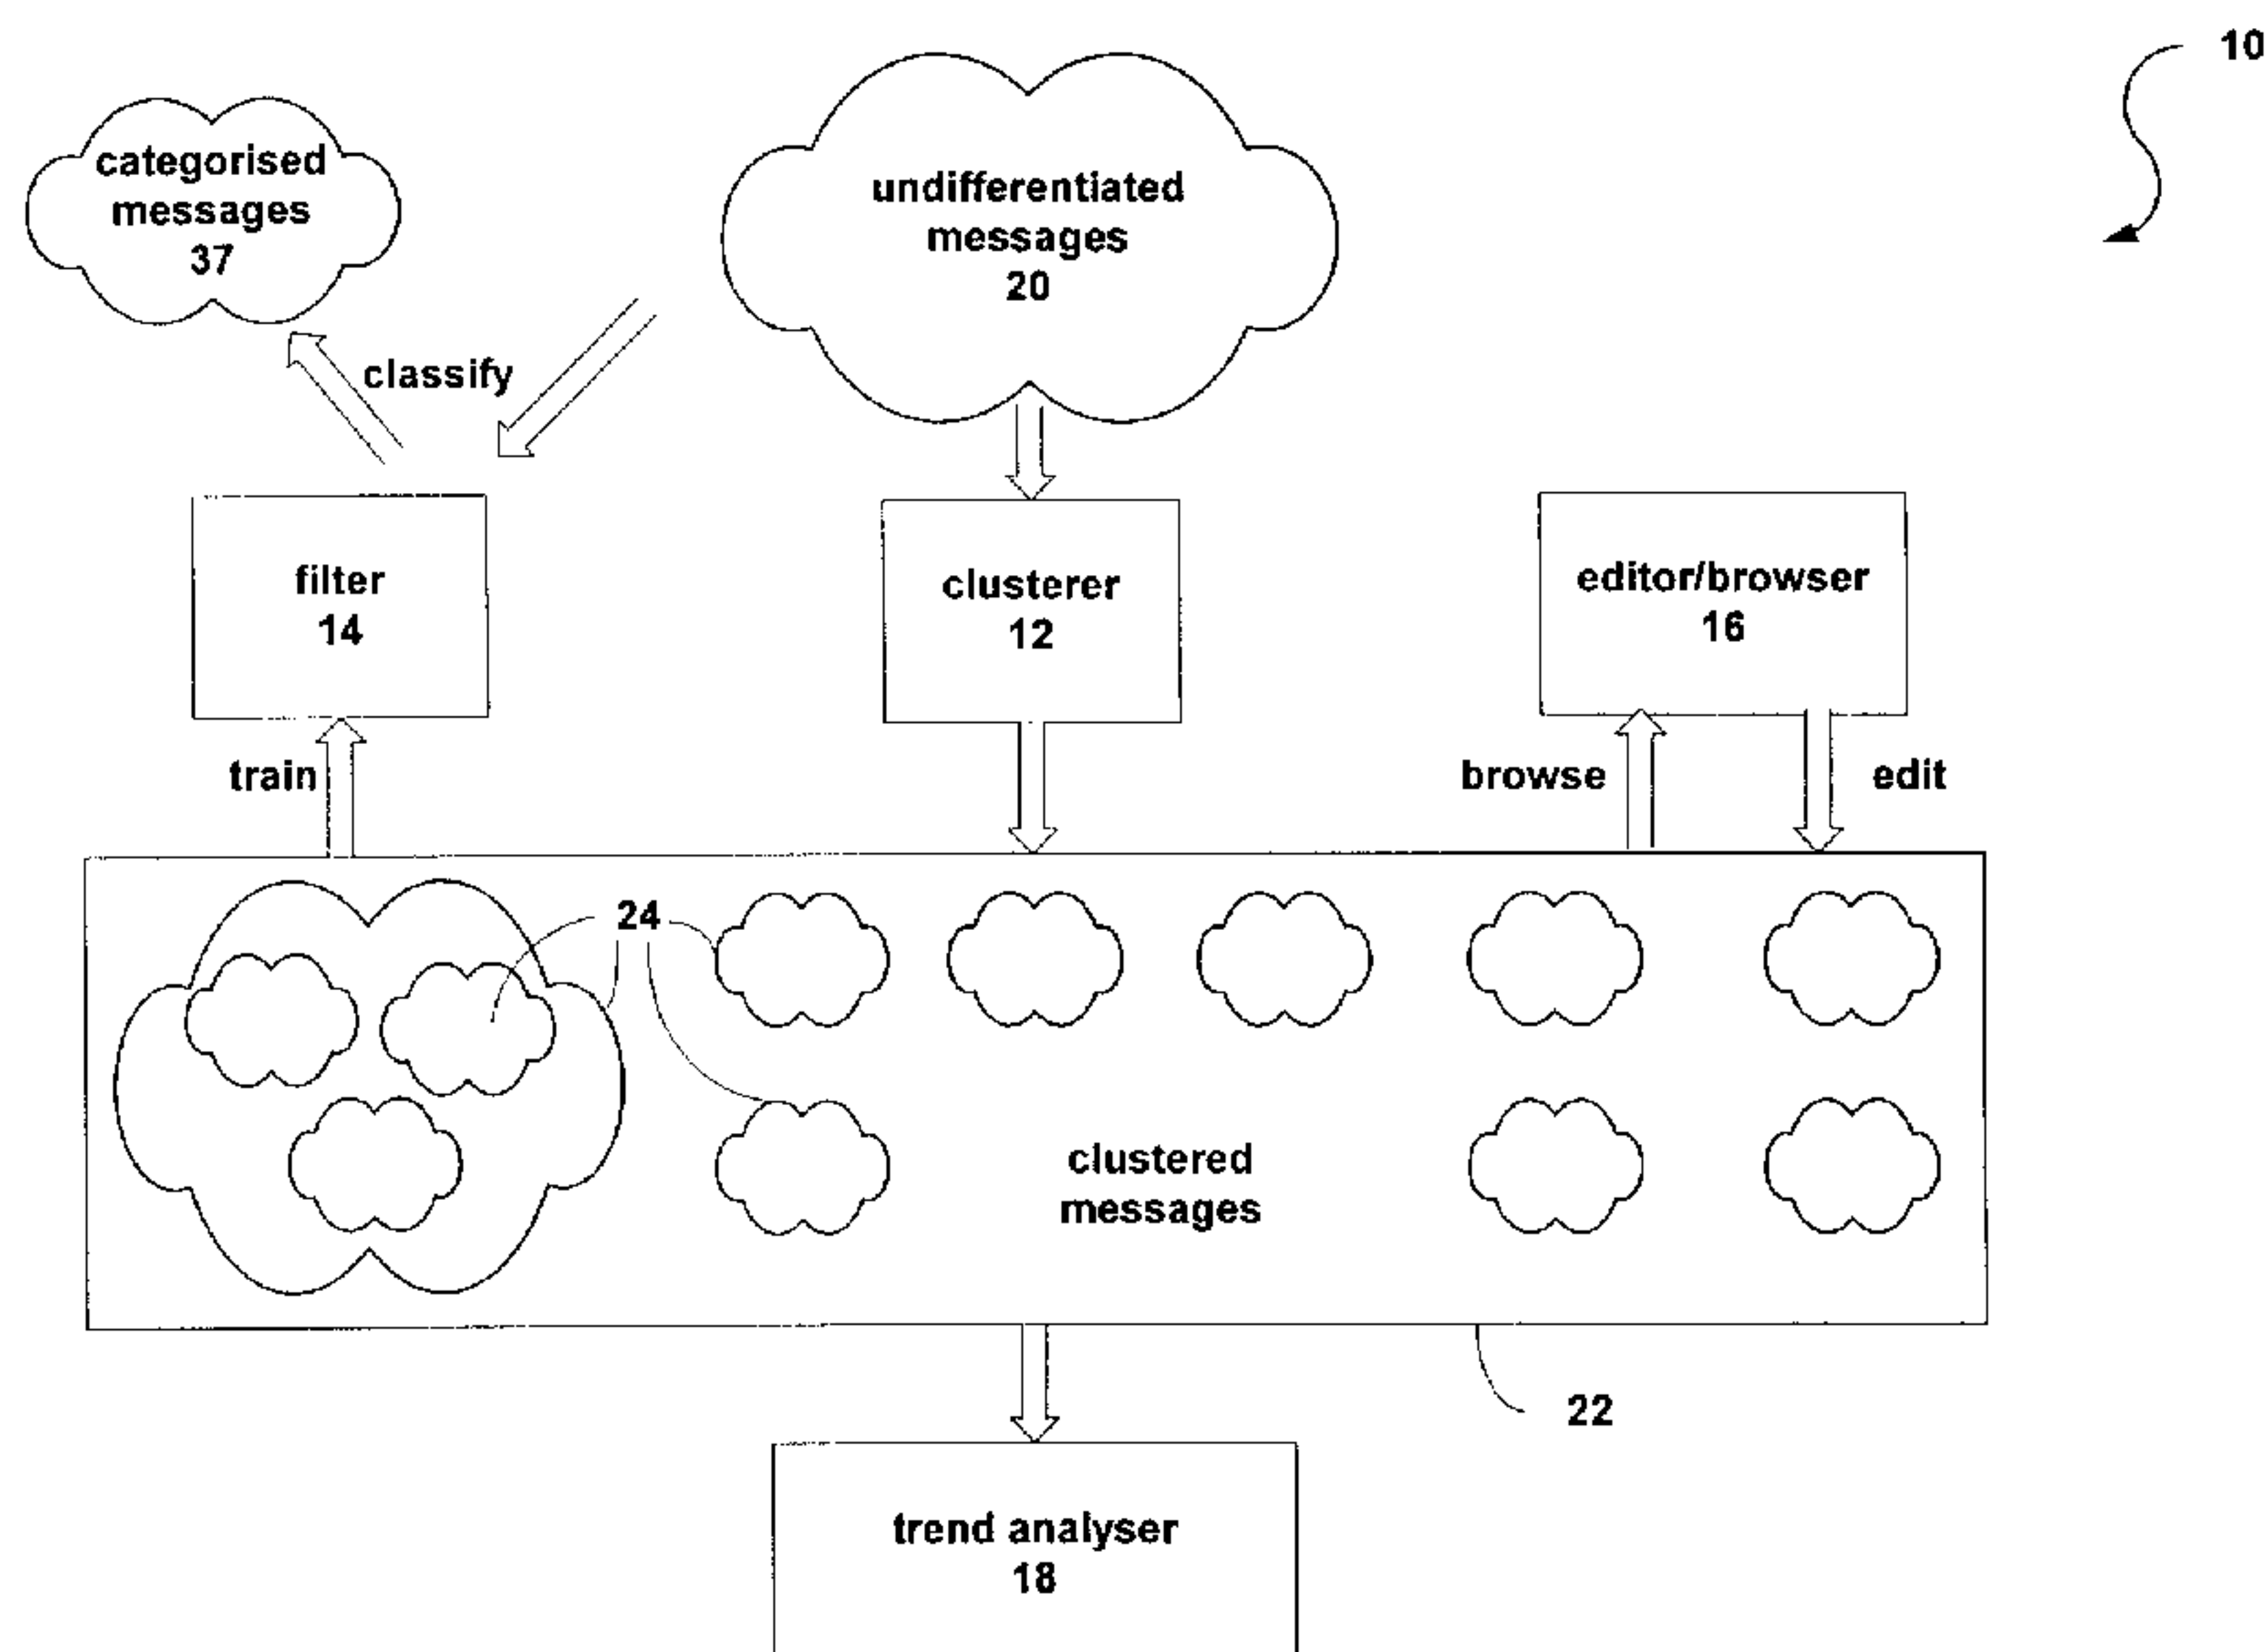 10
categorised
messages
37
undifferentiated
messages
20
classify
filter
14
clusterer
12
editor/browser
16
train
browse
edit
24
clustered
messages
22
trend analyser
18